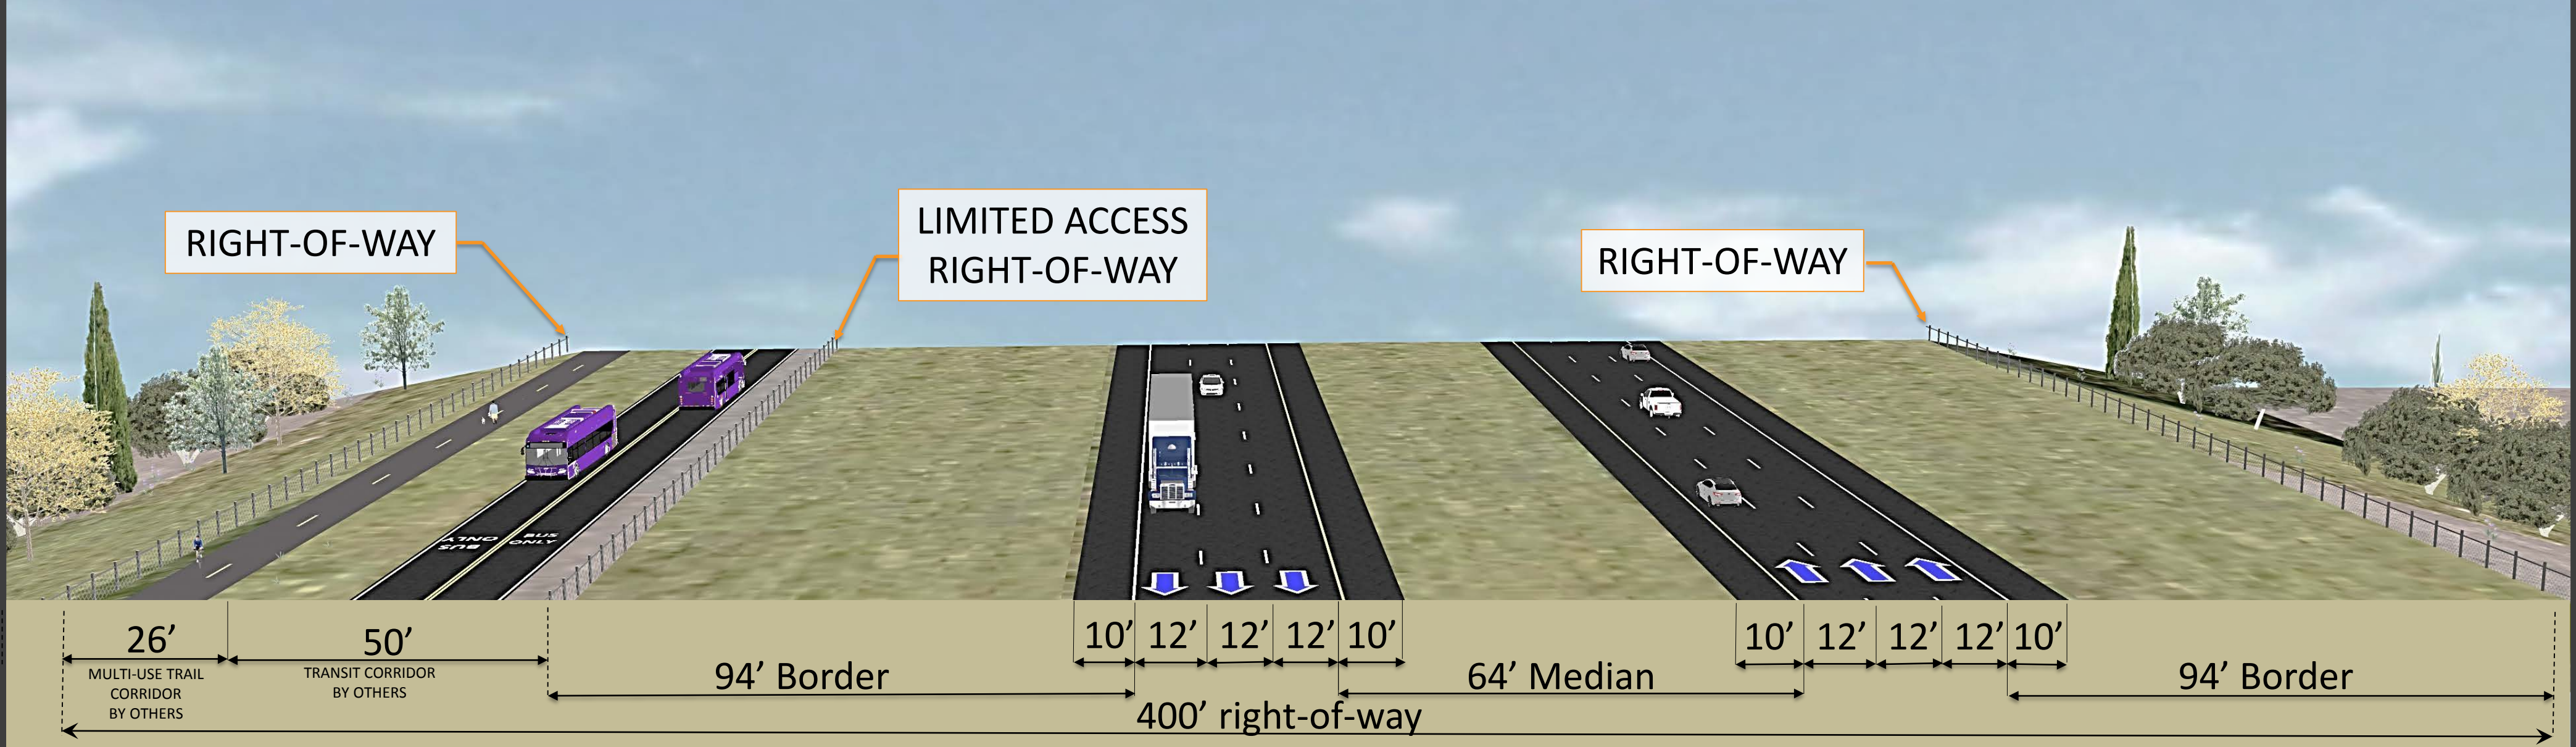 RIGHT-OF-WAY
LIMITED ACCESS
RIGHT-OF-WAY
RIGHT-OF-WAY
BUS
ONLY
BUS
ONLY
26’
MULTI-USE TRAIL
CORRIDOR
BY OTHERS
50’
TRANSIT CORRIDOR
BY OTHERS
94’ Border
10’ 12’ 12’ 12’ 10’
64’ Median
10’ 12’ 12’ 12’ 10’
94’ Border
400’ right-of-way